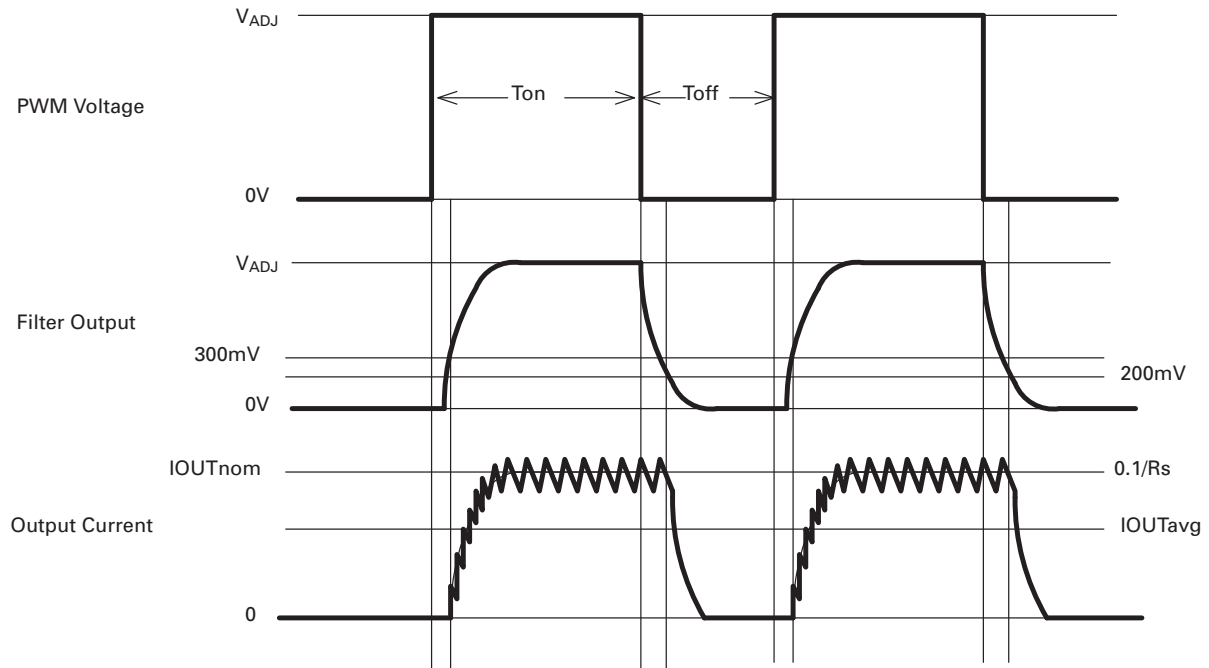 VADJ
PWM Voltage
Ton
Toff
0V
VADJ
Filter Output
300mV
200mV
0V
IOUTnom
0.1/Rs
Output Current
IOUTavg
0